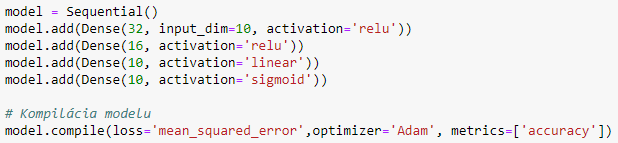 model = Sequential()
model.add(Dense(32, input_dim=10, activation='relu'))
model.add(Dense(16, activation='relu'))
model.add(Dense(10, activation='linear'))
model.add(Dense(10, activation='sigmoid'))

# Kompilácia modelu
model.compile(loss='mean_squared_error',optimizer='Adam', metrics=['accuracy'])